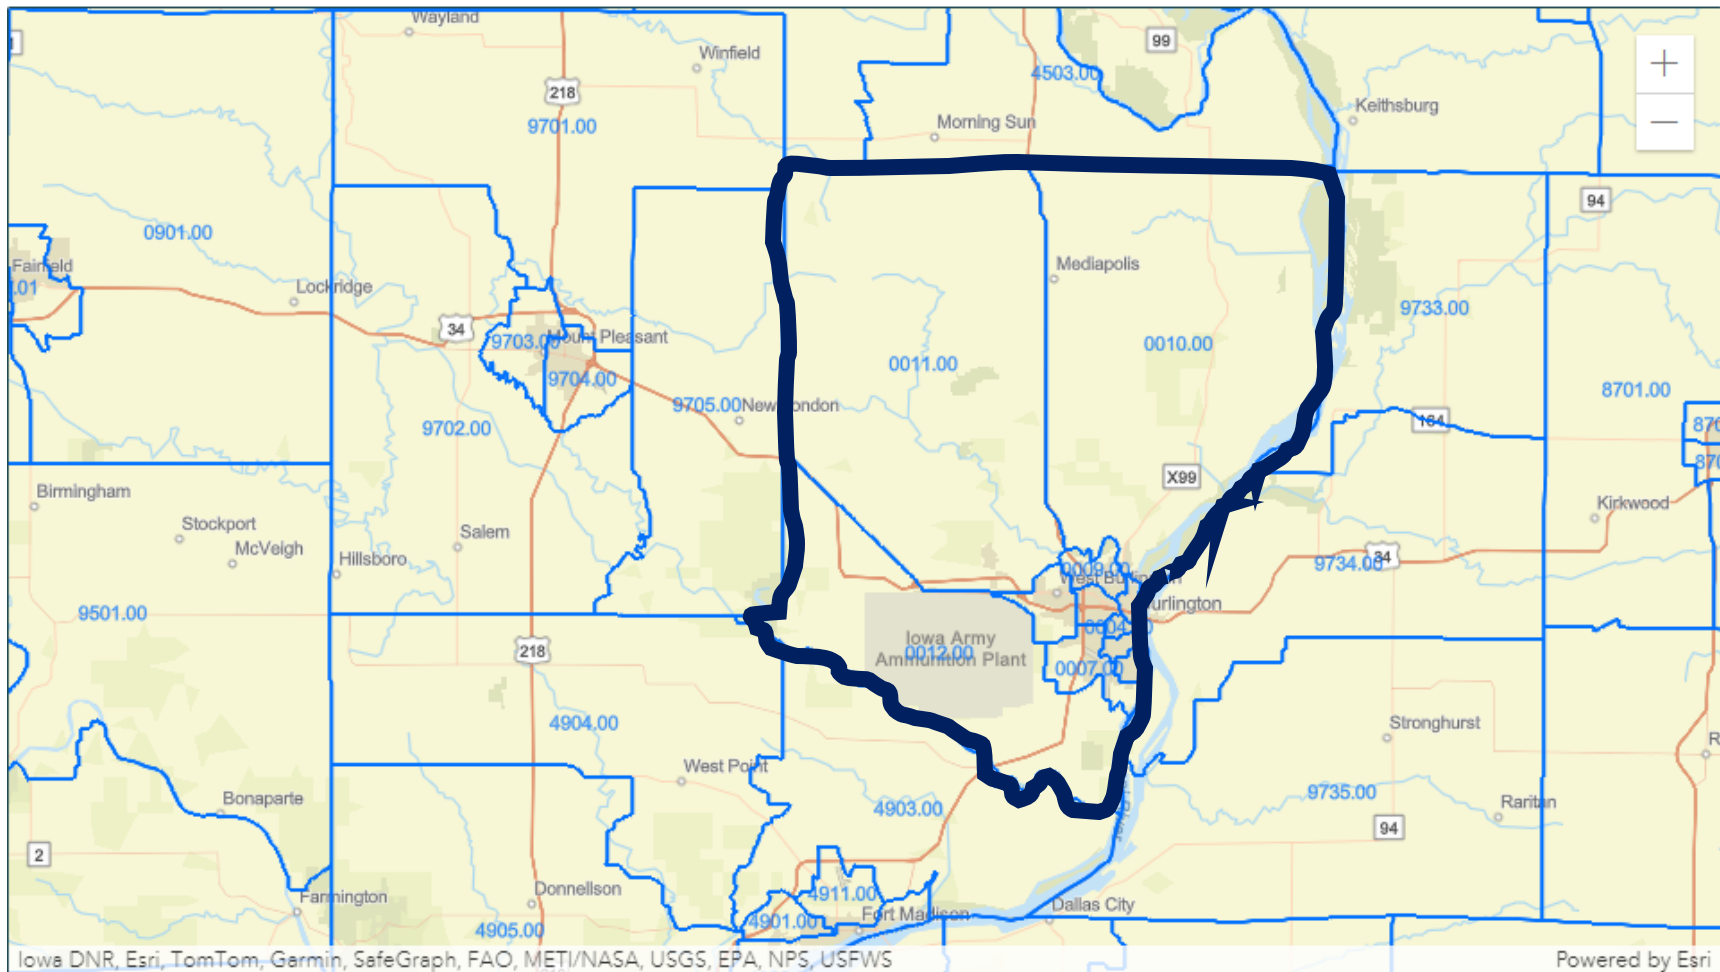 Wayland
Winfield
99
4503.00
218
9701.00
Keithsburg
Morning Sun
94
0901.00
Fairfield
.01
Lockridge
Mediapolis
34
9703.00
Mount Pleasant
9733.00
0010.00
0011.00
9704.00
8701.00
9705.00
New London
164
9702.00
X99
Birmingham
Kirkwood
Stockport
Salem
McVeigh
Hillsboro
34
9734.00
0009.00
West Burlington
Burlington
9501.00
0004.00
Iowa Army
Ammunition Plant
0012.00
218
0007.00
4904.00
Stronghurst
West Point
Bonaparte
4903.00
9735.00
Raritan
94
2
Donnellson
4911.00
Farmington
Dallas City
Fort Madison
4901.00
4905.00
Iowa DNR, Esri, TomTom, Garmin, SafeGraph, FAO, METI/NASA, USGS, EPA, NPS, USFWS
Powered by Esri